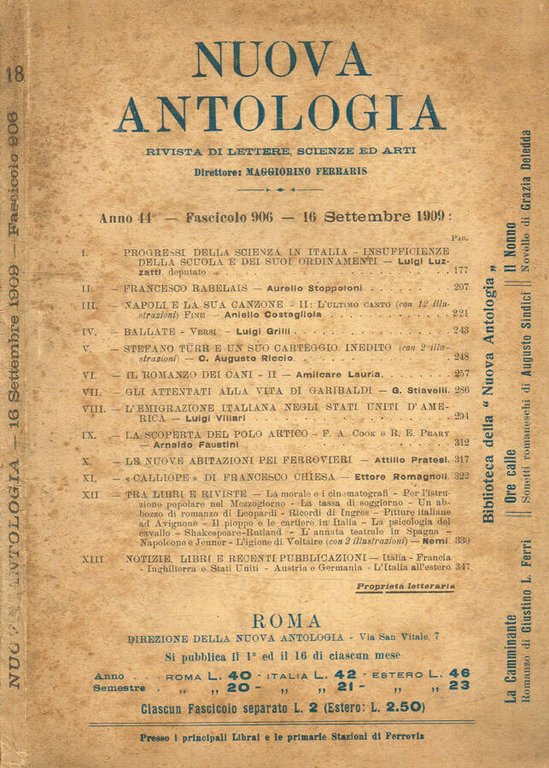 18
NUOVA ANTOLOGIA — 16 Settembre 1909 — Fascicolo 906
NUOVA
ANTOLOGIA
RIVISTA DI LETTERE, SCIENZE ED ARTI
Direttore: MAGGIORINO FERRARIS
Anno 44° — Fascicolo 906 — 16 Settembre 1909:
Pag.
I. — PROGRESSI DELLA SCIENZA IN ITALIA - INSUFFICIENZE
DELLA SCUOLA E DEI SUOI ORDINAMENTI — Luigi Luz-
zatti, deputato 177
II. — FRANCESCO RABELAIS — Aurelio Stoppoloni 207
III. — NAPOLI E LA SUA CANZONE - II: L'ULTIMO CANTO (con 12 illu-
strazioni) FINE — Aniello Costagliola 221
IV. — BALLATE - VERSI — Luigi Grilli 243
V. — STEFANO TÜRR E UN SUO CARTEGGIO INEDITO (con 2 illu-
strazioni) — C. Augusto Riccio 248
VI. — IL ROMANZO DEI CANI - II — Amilcare Lauria 257
VII. — GLI ATTENTATI ALLA VITA DI GARIBALDI — G. Stiavelli 286
VIII. — L'EMIGRAZIONE ITALIANA NEGLI STATI UNITI D'AME-
RICA — Luigi Villari 294
IX. — LA SCOPERTA DEL POLO ARTICO - F. A. COOK e R. E. PEARY
— Arnaldo Faustini 312
X. — LE NUOVE ABITAZIONI PEI FERROVIERI — Attilio Pratesi 317
XI. — « CALLIOPE » DI FRANCESCO CHIESA — Ettore Romagnoli 322
XII — TRA LIBRI E RIVISTE — La morale e i cinematografi - Per l'istru-
zione popolare nel Mezzogiorno - La tassa di soggiorno - Un ab-
bozzo di romanzo di Leopardi - Ricordi di Ingres - Pitture italiane
ad Avignone - Il pioppo e le cartiere in Italia - La psicologia del
cavallo - Shakespeare-Rutland - L'annata teatrale in Spagna -
Napoleone e Jenner - L'igiene di Voltaire (con 2 illustrazioni) — Nemi 330
XIII — NOTIZIE, LIBRI E RECENTI PUBBLICAZIONI — Italia - Francia
- Inghilterra e Stati Uniti - Austria e Germania - L'Italia all'estero 347
Proprietà letteraria
ROMA
DIREZIONE DELLA NUOVA ANTOLOGIA - Via San Vitale, 7
Si pubblica il 1° ed il 16 di ciascun mese
Anno . . . ROMA L. 40 - ITALIA L. 42 - ESTERO L. 46
Semestre . „ „ 20 - „ „ 21 - „ „ 23
Ciascun Fascicolo separato L. 2 (Estero: L. 2.50)
Presso i principali Librai e le primarie Stazioni di Ferrovia
Biblioteca della "Nuova Antologia"
La Camminante
Romanzo di Giustino L. Ferri
Ore calle
Sonetti romaneschi di Augusto Sindici
Il Nonno
Novelle di Grazia Deledda